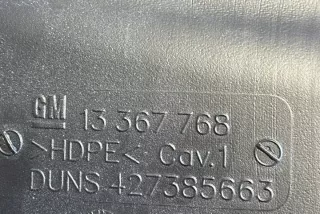 GM 13 367 768
>HDPE< Cav.1
DUNS 427385663